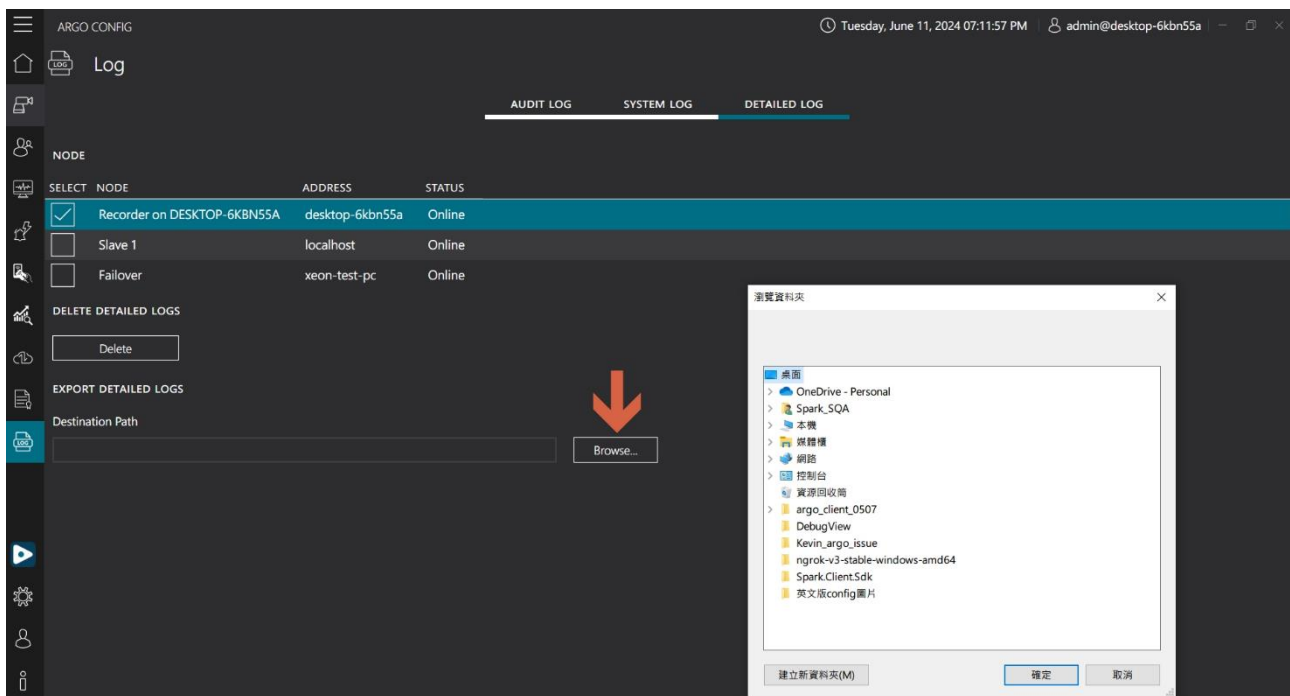 ARGO CONFIG
Tuesday, June 11, 2024 07:11:57 PM
admin@desktop-6kbn55a
LOG
Log
AUDIT LOG SYSTEM LOG DETAILED LOG
NODE
SELECT NODE ADDRESS STATUS
Recorder on DESKTOP-6KBN55A desktop-6kbn55a Online
Slave 1 localhost Online
Failover xeon-test-pc Online
DELETE DETAILED LOGS
Delete
EXPORT DETAILED LOGS
Destination Path
Browse...
LOG
瀏覽資料夾
桌面
OneDrive - Personal
Spark_SQA
本機
媒體櫃
網路
控制台
資源回收筒
argo_client_0507
DebugView
Kevin_argo_issue
ngrok-v3-stable-windows-amd64
Spark.Client.Sdk
英文版config圖片
建立新資料夾(M) 確定 取消